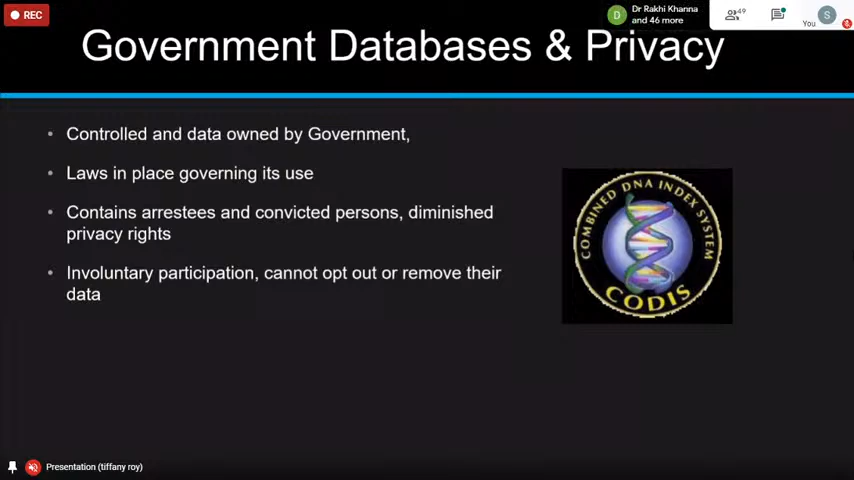 REC
Dr Rakhi Khanna
and 46 more
49
D
S
You
Government Databases & Privacy
• Controlled and data owned by Government,
• Laws in place governing its use
• Contains arrestees and convicted persons, diminished
privacy rights
• Involuntary participation, cannot opt out or remove their
data
COMBINED DNA INDEX SYSTEM
CODIS
Presentation (tiffany roy)